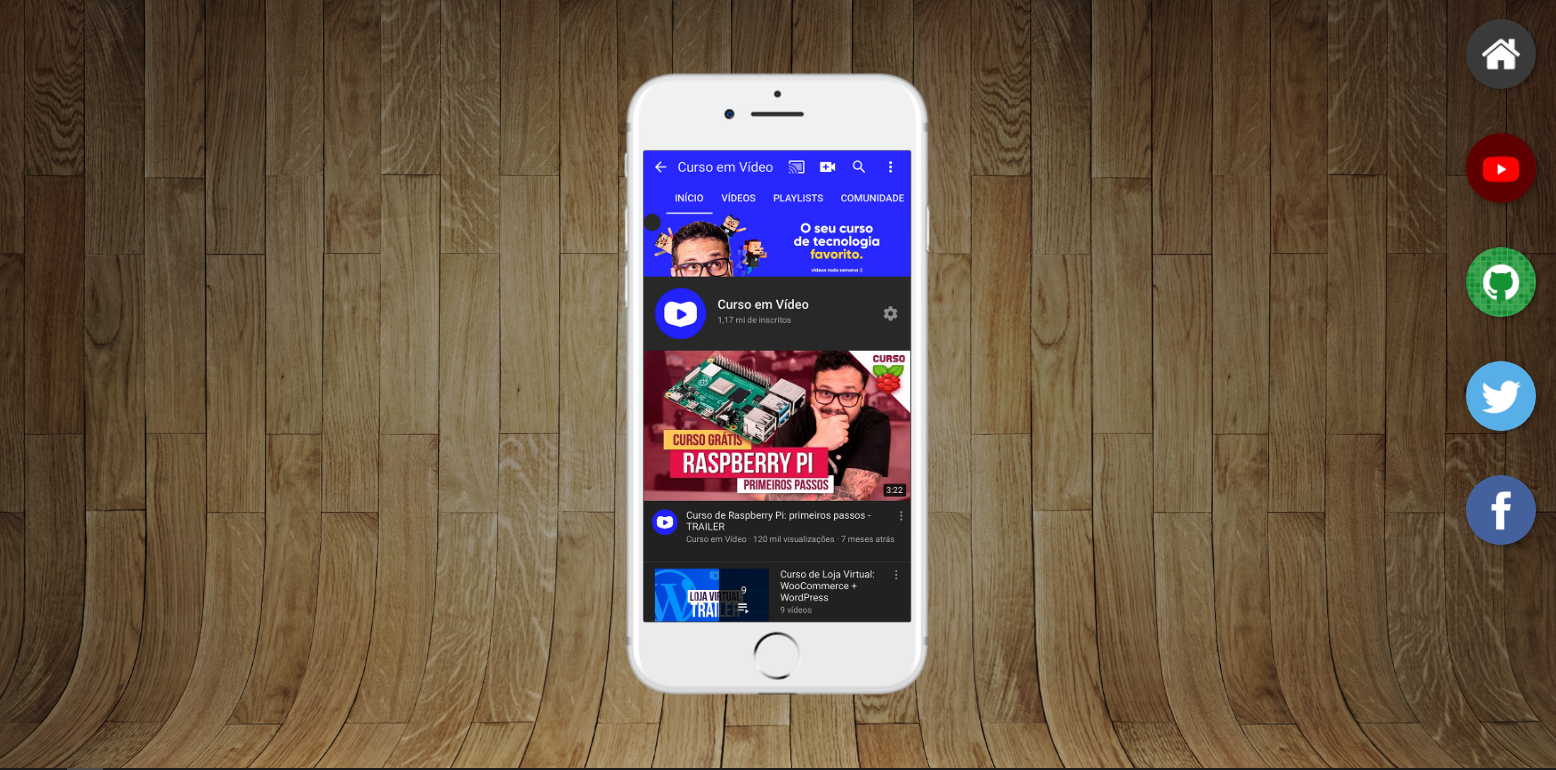 Curso em Vídeo
INÍCIO VÍDEOS PLAYLISTS COMUNIDADE
O seu curso
de tecnologia
favorito.
vídeos toda semana :)
Curso em Vídeo
1,17 mi de inscritos
CURSO
CURSO GRÁTIS
RASPBERRY PI
PRIMEIROS PASSOS
3:22
Curso de Raspberry Pi: primeiros passos -
TRAILER
Curso em Vídeo · 120 mil visualizações · 7 meses atrás
LOJA VIRTUAL
TRAILER
9
Curso de Loja Virtual:
WooCommerce +
WordPress
9 vídeos